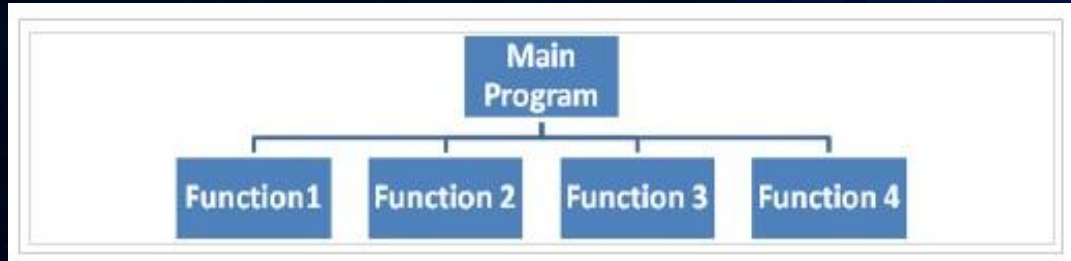 Main
Program
Function1
Function 2
Function 3
Function 4